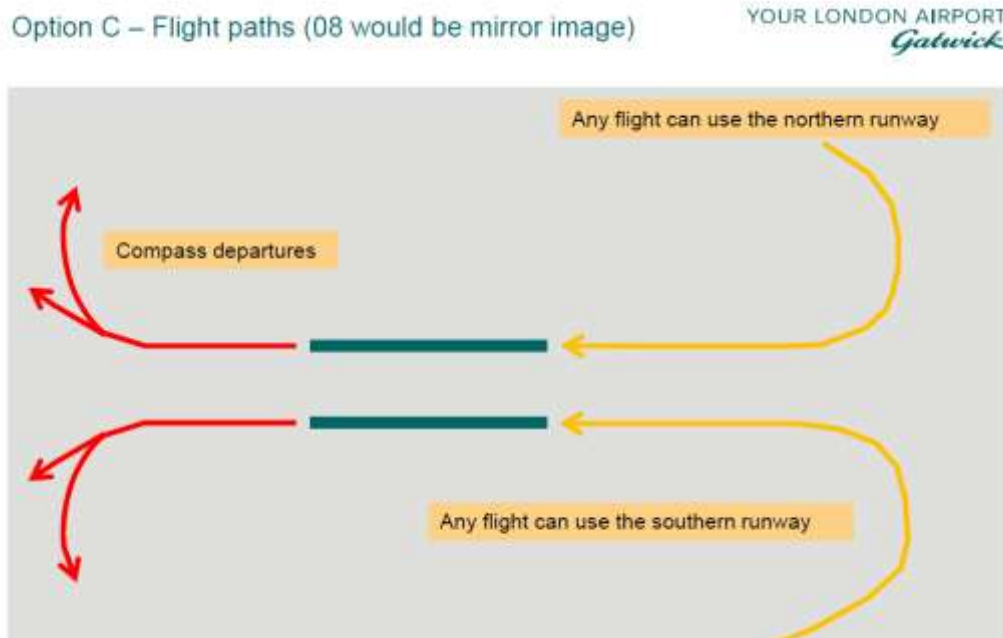 Option C – Flight paths (08 would be mirror image)
YOUR LONDON AIRPORT
Gatwick
Any flight can use the northern runway
Compass departures
Any flight can use the southern runway